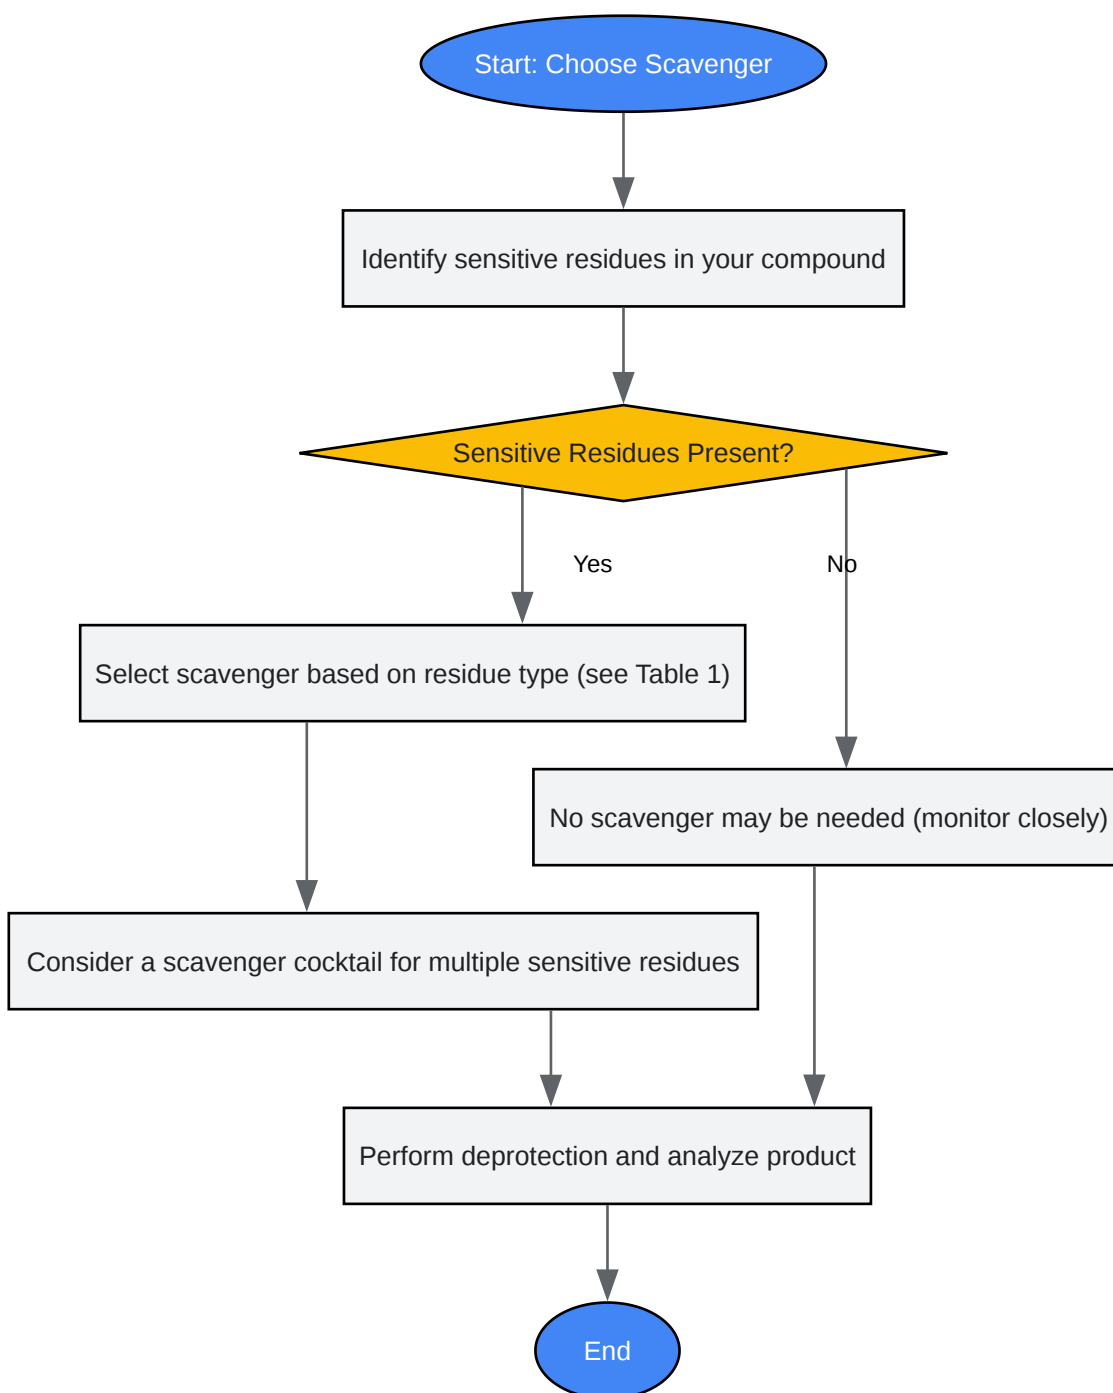 Start: Choose Scavenger
Identify sensitive residues in your compound
Sensitive Residues Present?
Yes
No
Select scavenger based on residue type (see Table 1)
No scavenger may be needed (monitor closely)
Consider a scavenger cocktail for multiple sensitive residues
Perform deprotection and analyze product
End